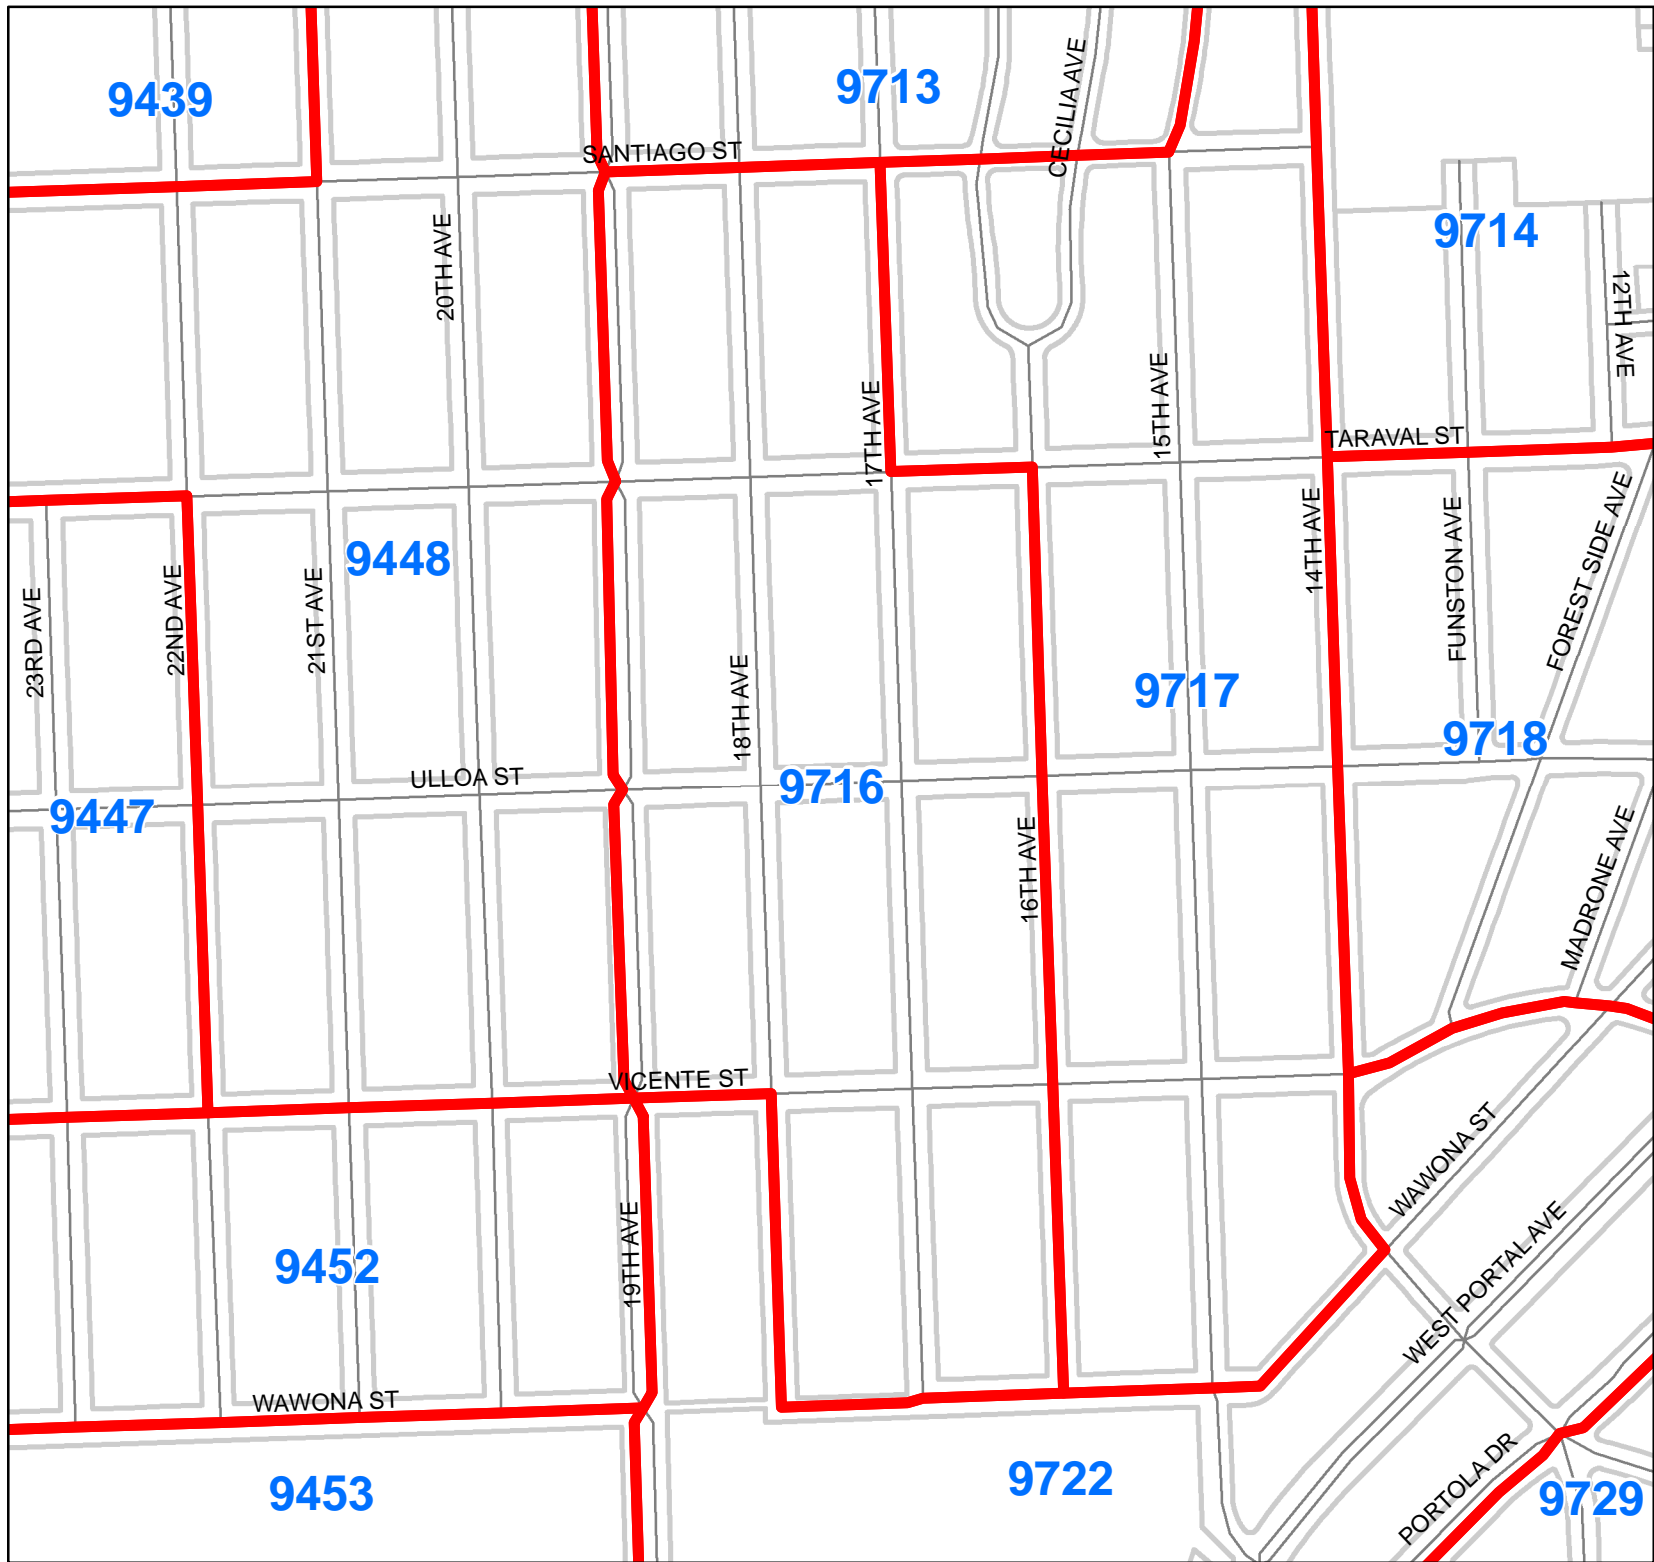 9439
9713
CECILIA AVE
SANTIAGO ST
9714
20TH AVE
12TH AVE
17TH AVE
15TH AVE
TARAVAL ST
9448
14TH AVE
FUNSTON AVE
FOREST SIDE AVE
23RD AVE
22ND AVE
21ST AVE
18TH AVE
9717
9718
ULLOA ST
9716
9447
16TH AVE
MADRONE AVE
VICENTE ST
WAWONA ST
9452
19TH AVE
WEST PORTAL AVE
WAWONA ST
9453
9722
PORTOLA DR
9729